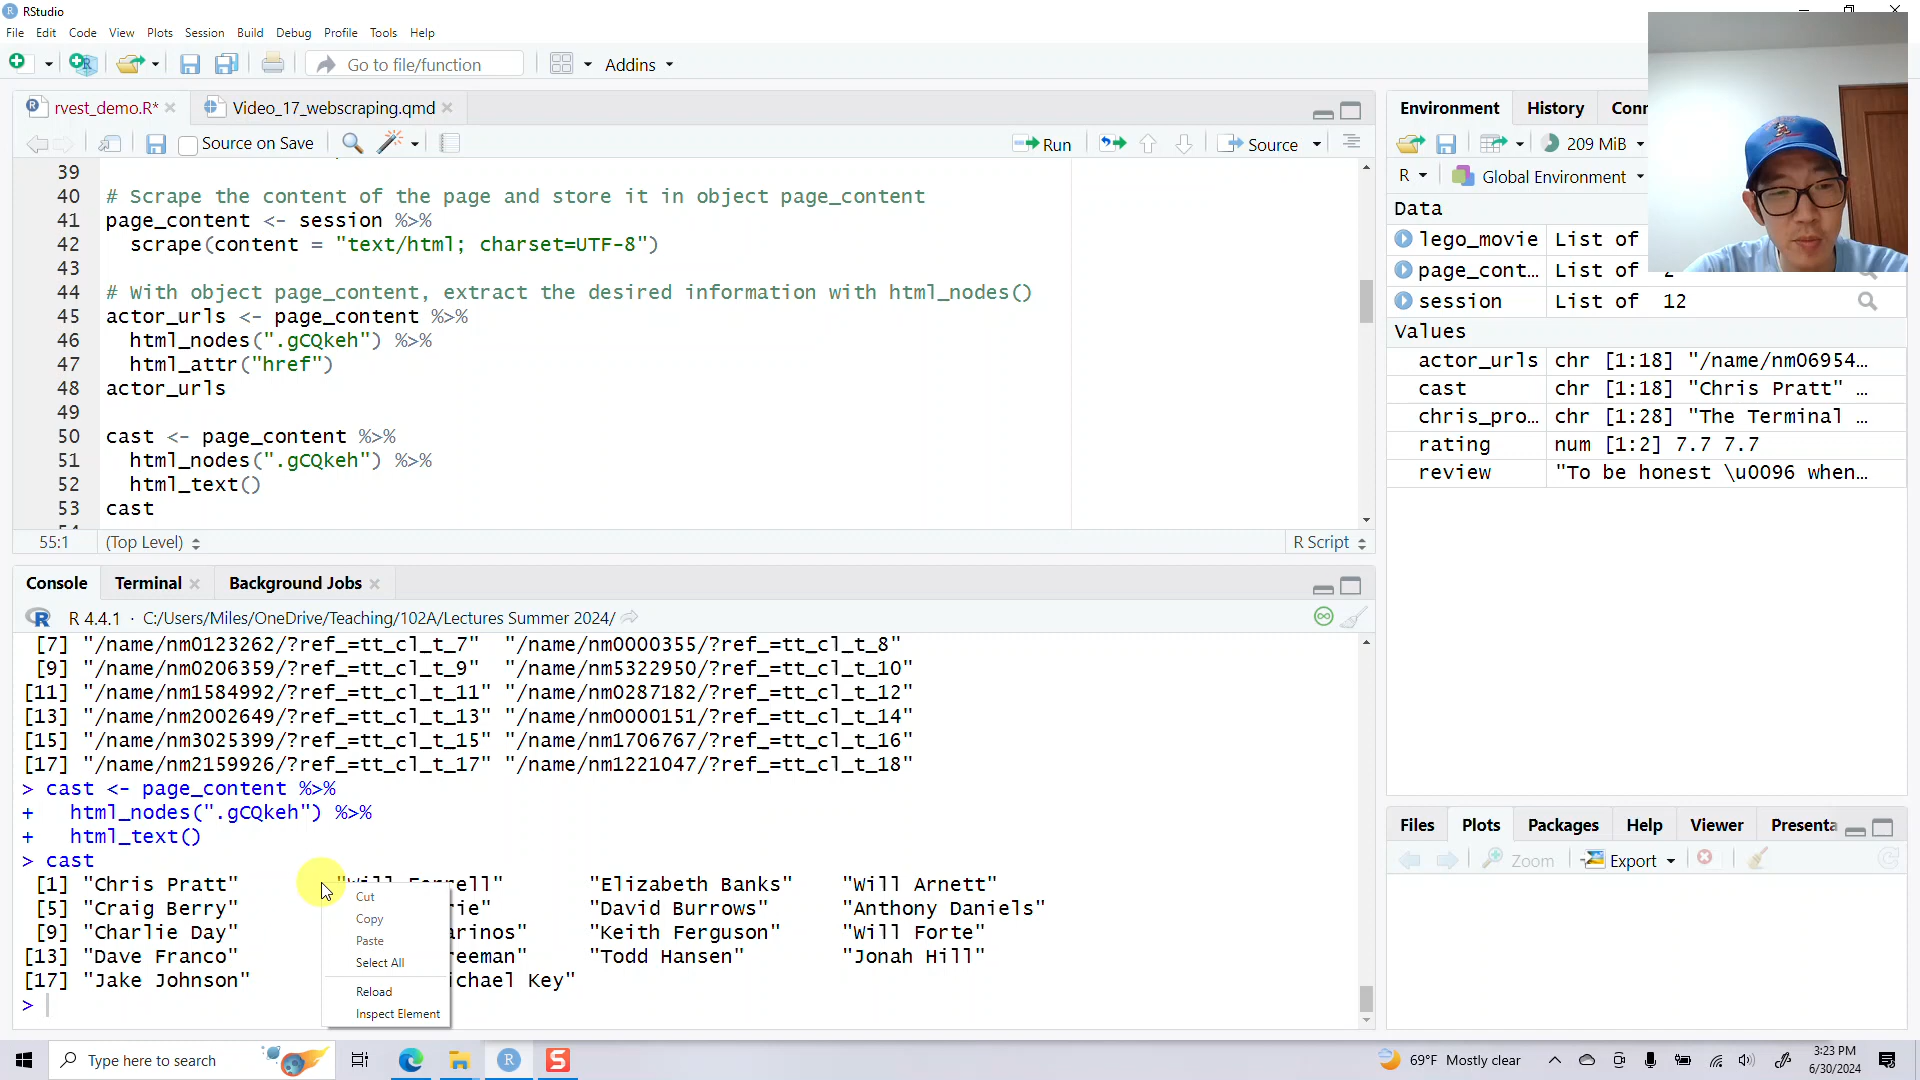 RStudio
File Edit Code View Plots Session Build Debug Profile Tools Help
Go to file/function Addins
rvest_demo.R* Video_17_webscraping.qmd
Source on Save Run Source
39
40 # Scrape the content of the page and store it in object page_content
41 page_content <- session %>%
42 scrape(content = "text/html; charset=UTF-8")
43
44 # With object page_content, extract the desired information with html_nodes()
45 actor_urls <- page_content %>%
46 html_nodes(".gCQkeh") %>%
47 html_attr("href")
48 actor_urls
49
50 cast <- page_content %>%
51 html_nodes(".gCQkeh") %>%
52 html_text()
53 cast
55:1 (Top Level) R Script
Console Terminal Background Jobs
R 4.4.1 · C:/Users/Miles/OneDrive/Teaching/102A/Lectures Summer 2024/
[7] "/name/nm0123262/?ref_=tt_cl_t_7" "/name/nm0000355/?ref_=tt_cl_t_8"
[9] "/name/nm0206359/?ref_=tt_cl_t_9" "/name/nm5322950/?ref_=tt_cl_t_10"
[11] "/name/nm1584992/?ref_=tt_cl_t_11" "/name/nm0287182/?ref_=tt_cl_t_12"
[13] "/name/nm2002649/?ref_=tt_cl_t_13" "/name/nm0000151/?ref_=tt_cl_t_14"
[15] "/name/nm3025399/?ref_=tt_cl_t_15" "/name/nm1706767/?ref_=tt_cl_t_16"
[17] "/name/nm2159926/?ref_=tt_cl_t_17" "/name/nm1221047/?ref_=tt_cl_t_18"
> cast <- page_content %>%
+ html_nodes(".gCQkeh") %>%
+ html_text()
> cast
[1] "Chris Pratt" "Will Ferrell" "Elizabeth Banks" "Will Arnett"
[5] "Craig Berry" rie" "David Burrows" "Anthony Daniels"
[9] "Charlie Day" arinos" "Keith Ferguson" "Will Forte"
[13] "Dave Franco" reeman" "Todd Hansen" "Jonah Hill"
[17] "Jake Johnson" ichael Key"
>
Cut
Copy
Paste
Select All
Reload
Inspect Element
Environment History Conn
209 MiB
R Global Environment
Data
lego_movie List of
page_cont… List of 2
session List of 12
Values
actor_urls chr [1:18] "/name/nm06954…
cast chr [1:18] "Chris Pratt" …
chris_pro… chr [1:28] "The Terminal …
rating num [1:2] 7.7 7.7
review "To be honest \u0096 when…
Files Plots Packages Help Viewer Presenta
Zoom Export
Type here to search
69°F Mostly clear
3:23 PM
6/30/2024